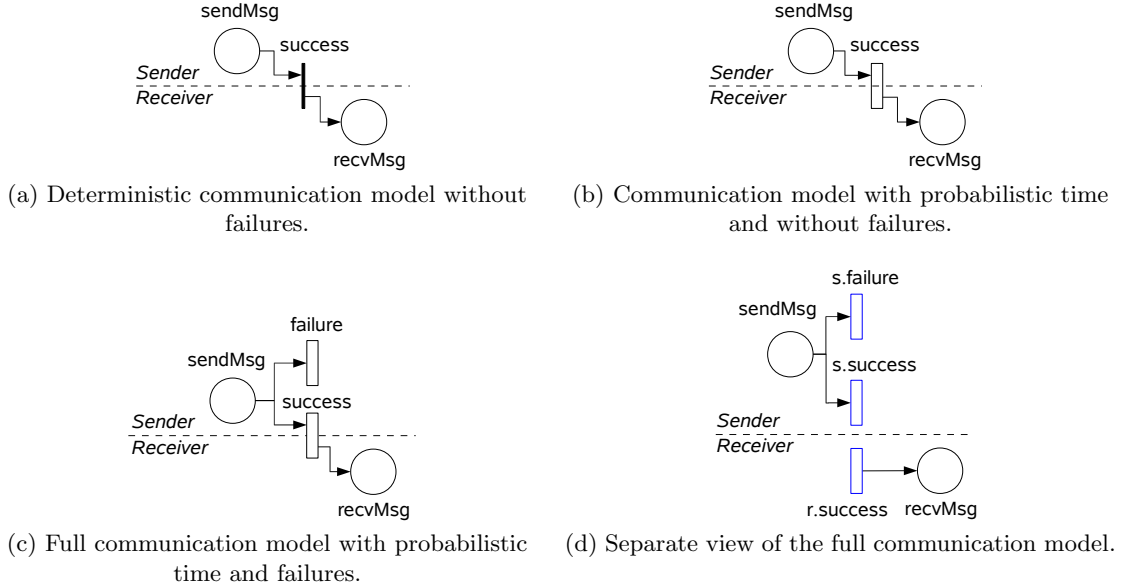 sendMsg
success
Sender
Receiver
recvMsg
(a) Deterministic communication model without
failures.
sendMsg
success
Sender
Receiver
recvMsg
(b) Communication model with probabilistic time
and without failures.
failure
sendMsg
success
Sender
Receiver
recvMsg
(c) Full communication model with probabilistic
time and failures.
s.failure
sendMsg
s.success
Sender
Receiver
r.success
recvMsg
(d) Separate view of the full communication model.